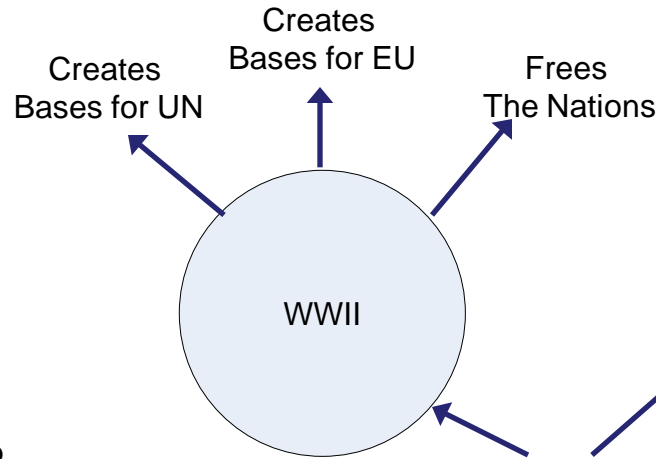 Creates
Bases for UN
Creates
Bases for EU
Frees
The Nations
WWII